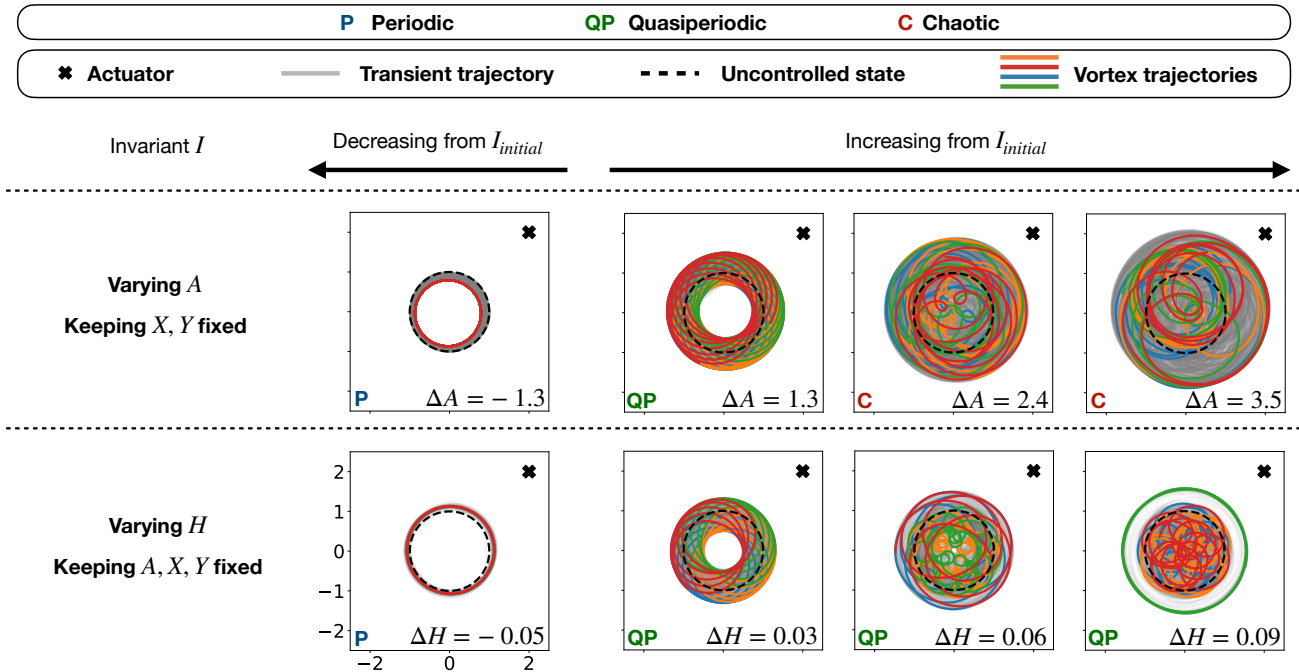 P Periodic QP Quasiperiodic C Chaotic
✖ Actuator Transient trajectory Uncontrolled state Vortex trajectories
Invariant I Decreasing from I_initial Increasing from I_initial
Varying A
Keeping X, Y fixed
P ΔA = − 1.3
QP ΔA = 1.3
C ΔA = 2.4
C ΔA = 3.5
Varying H
Keeping A, X, Y fixed
2
1
0
−1
−2
P ΔH = − 0.05
QP ΔH = 0.03
QP ΔH = 0.06
QP ΔH = 0.09
−2 0 2